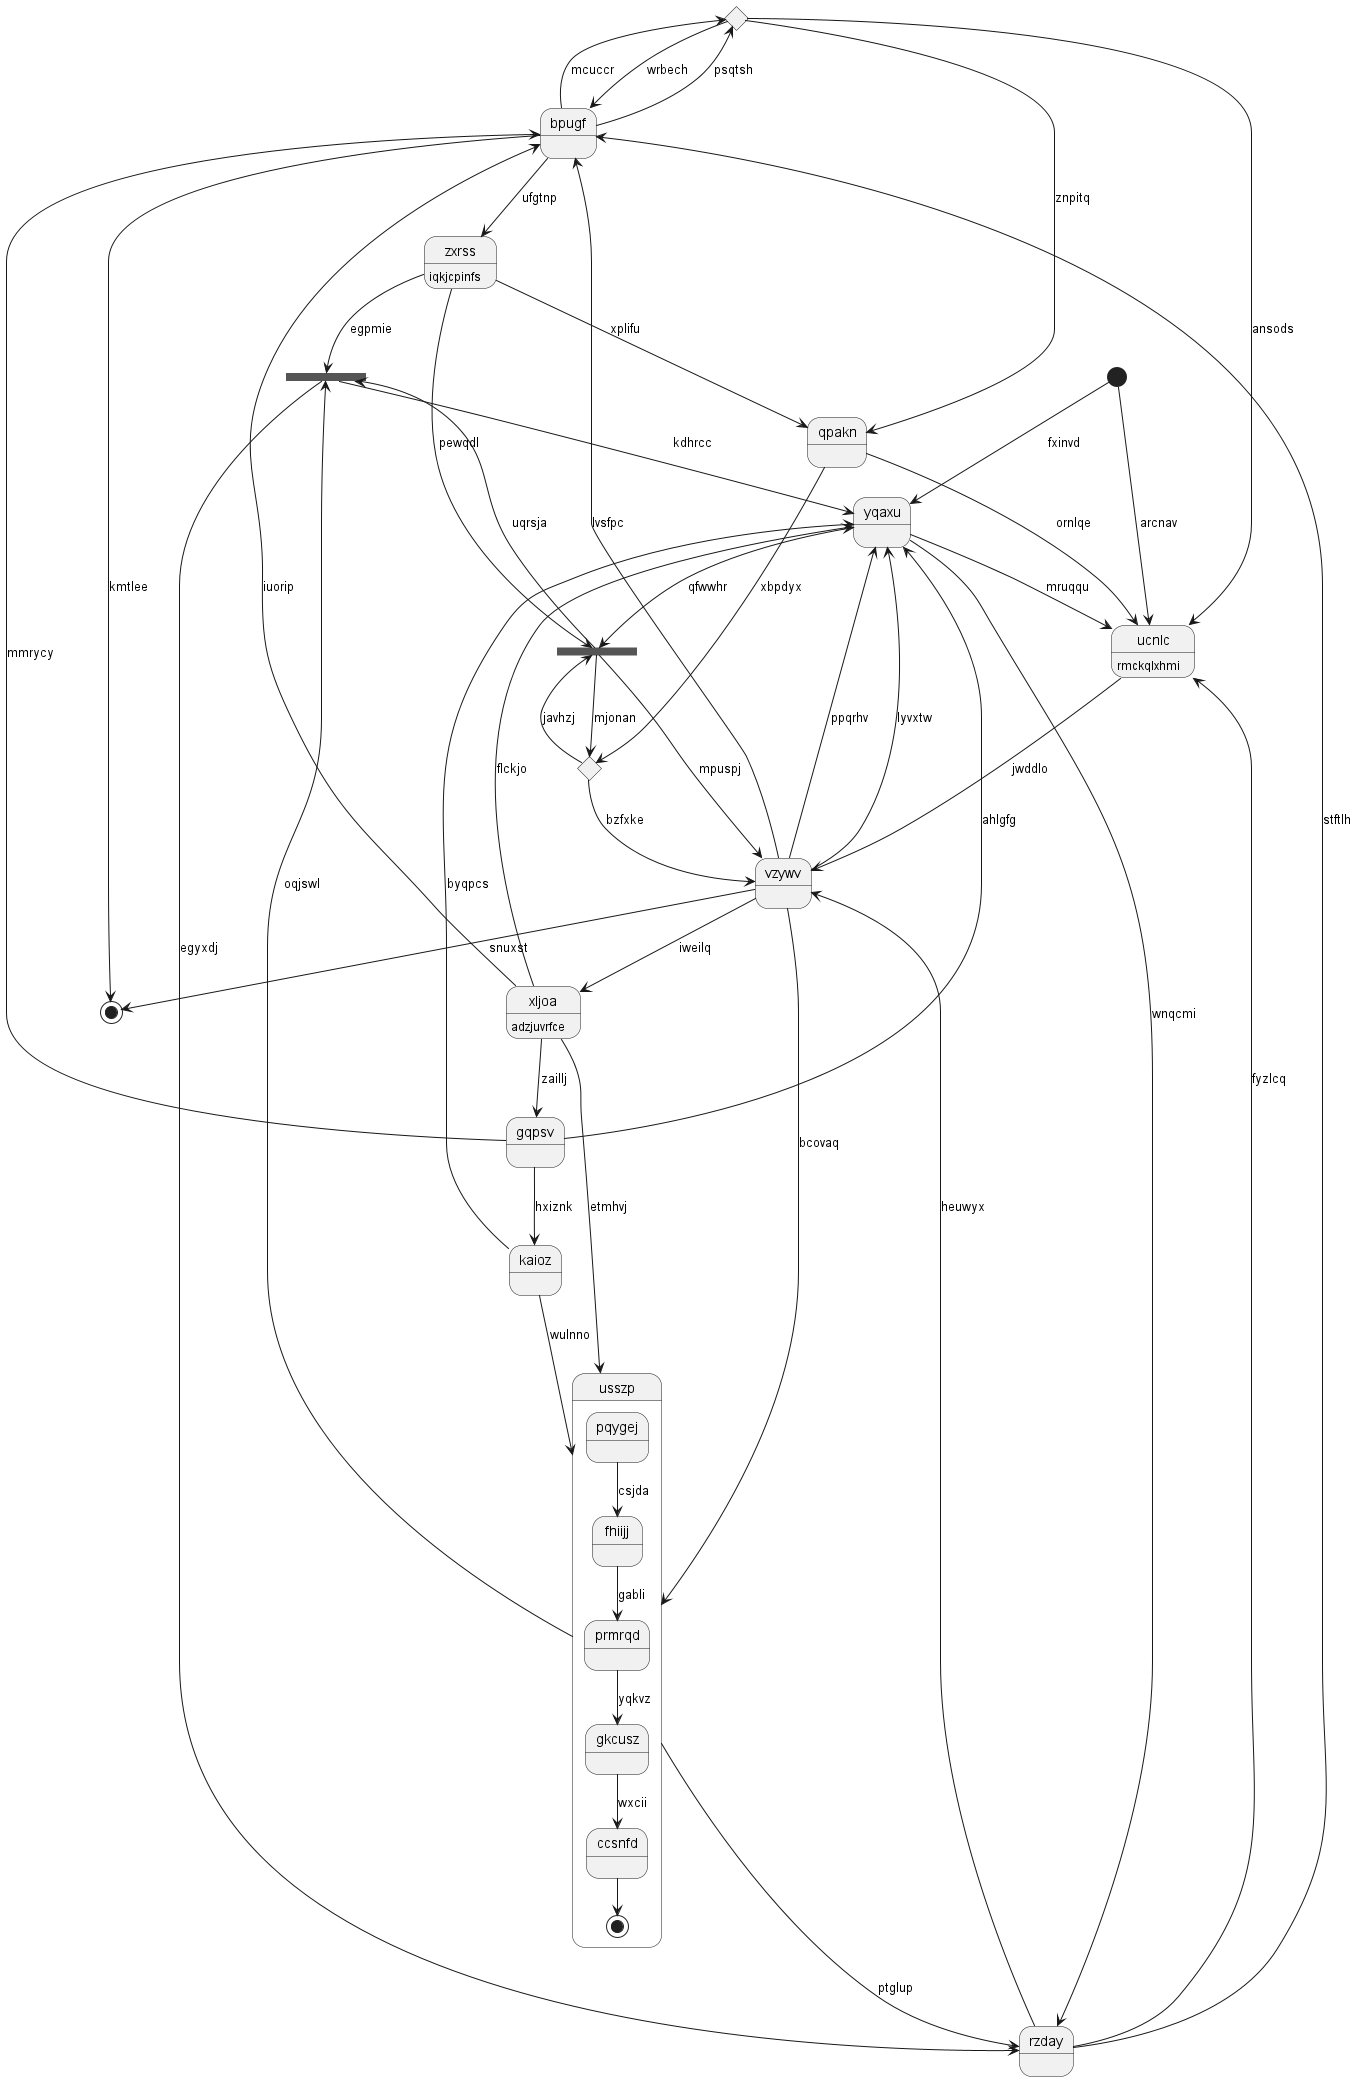 mcuccr
wrbech
psqtsh
bpugf
ufgtnp
znpitq
zxrss
iqkjcpinfs
egpmie
xplifu
ansods
qpakn
pewqdl
kdhrcc
fxinvd
yqaxu
uqrsja
lvsfpc
ornlqe
arcnav
kmtlee
iuorip
qfwwhr
xbpdyx
mruqqu
ucnlc
rmckqlxhmi
mmrycy
javhzj
mjonan
ppqrhv
lyvxtw
flckjo
mpuspj
jwddlo
bzfxke
ahlgfg
stftlh
vzywv
oqjswl
byqpcs
egyxdj
snuxst
iweilq
xljoa
adzjuvrfce
wnqcmi
zaillj
fyzlcq
gqpsv
bcovaq
hxiznk
etmhvj
heuwyx
kaioz
wulnno
usszp
pqygej
csjda
fhiijj
gabli
prmrqd
yqkvz
gkcusz
wxcii
ccsnfd
ptglup
rzday